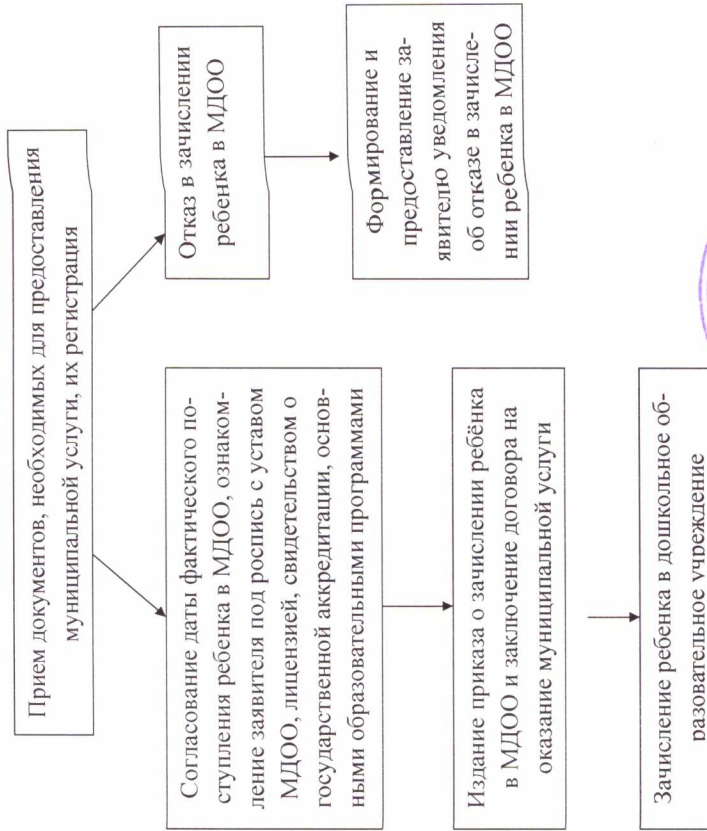 Прием документов, необходимых для предоставления
муниципальной услуги, их регистрация
Согласование даты фактического по-
ступления ребенка в МДОО, ознаком-
ление заявителя под роспись с уставом
МДОО, лицензией, свидетельством о
государственной аккредитации, основ-
ными образовательными программами
Издание приказа о зачислении ребёнка
в МДОО и заключение договора на
оказание муниципальной услуги
Зачисление ребенка в дошкольное об-
разовательное учреждение
Отказ в зачислении
ребенка в МДОО
Формирование и
предоставление за-
явителю уведомления
об отказе в зачисле-
нии ребенка в МДОО